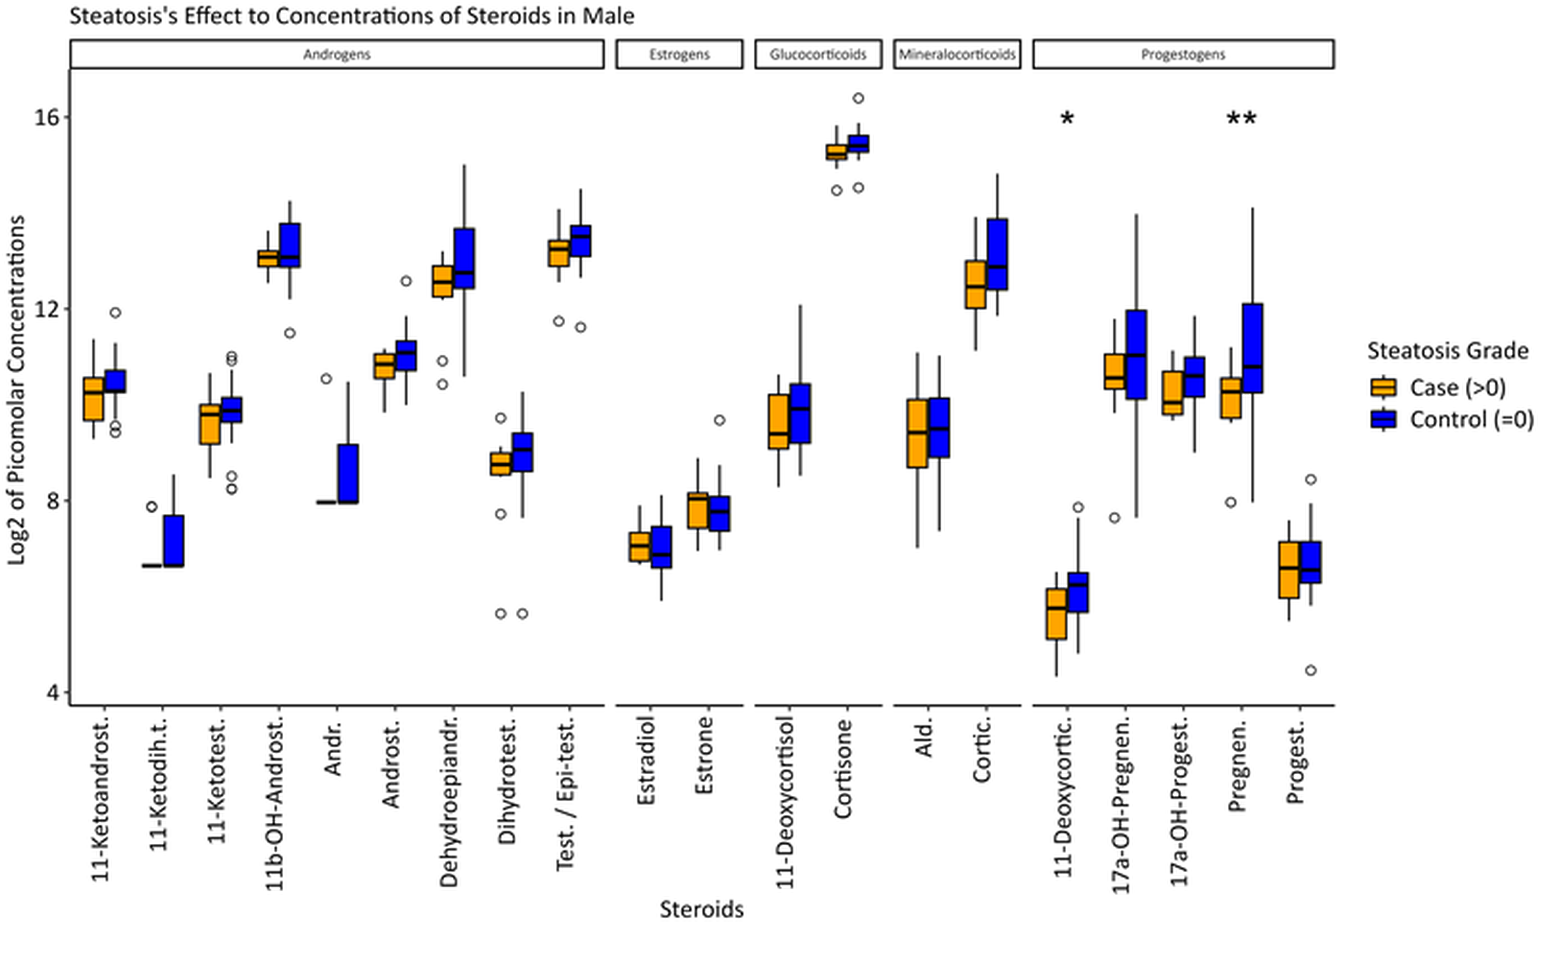 Steatosis's Effect to Concentrations of Steroids in Male
Androgens
Estrogens
Glucocorticoids
Mineralocorticoids
Progestogens
Log2 of Picomolar Concentrations
16
12
8
4
*
**
11-Ketoandrost.
11-Ketodih.t.
11-Ketotest.
11b-OH-Androst.
Andr.
Androst.
Dehydroepiandr.
Dihydrotest.
Test. / Epi-test.
Estradiol
Estrone
11-Deoxycortisol
Cortisone
Ald.
Cortic.
11-Deoxycortic.
17a-OH-Pregnen.
17a-OH-Progest.
Pregnen.
Progest.
Steroids
Steatosis Grade
Case (>0)
Control (=0)